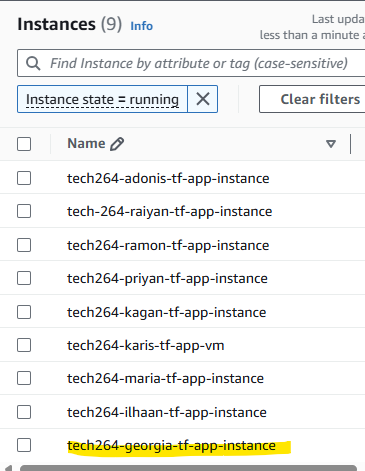 Instances (9) Info
Last upda
less than a minute a
Find Instance by attribute or tag (case-sensitive)
Instance state = running
Clear filters
Name
tech264-adonis-tf-app-instance
tech-264-raiyan-tf-app-instance
tech264-ramon-tf-app-instance
tech264-priyan-tf-app-instance
tech264-kagan-tf-app-instance
tech264-karis-tf-app-vm
tech264-maria-tf-app-instance
tech264-ilhaan-tf-app-instance
tech264-georgia-tf-app-instance